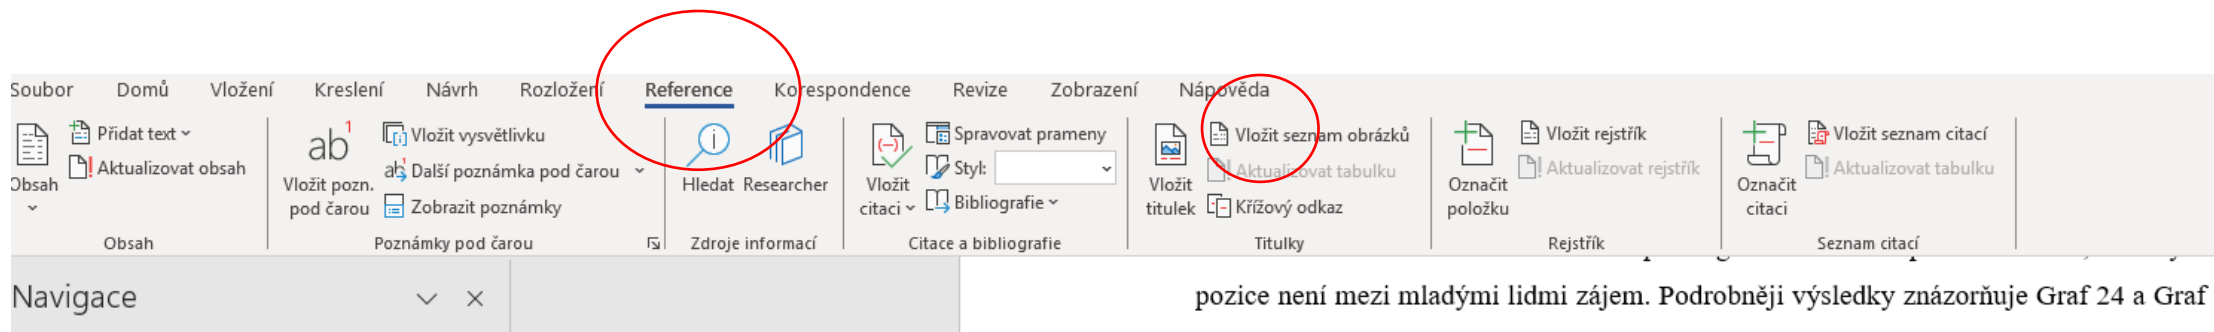 Soubor Domů Vložení Kreslení Návrh Rozložení Reference Korespondence Revize Zobrazení Nápověda
Obsah
Přidat text
Aktualizovat obsah
Obsah
ab1
Vložit pozn.
pod čarou
Vložit vysvětlivku
Další poznámka pod čarou
Zobrazit poznámky
Poznámky pod čarou
Hledat
Researcher
Zdroje informací
Vložit
citaci
Spravovat prameny
Styl:
Bibliografie
Citace a bibliografie
Vložit
titulek
Vložit seznam obrázků
Aktualizovat tabulku
Křížový odkaz
Titulky
Označit
položku
Vložit rejstřík
Aktualizovat rejstřík
Rejstřík
Označit
citaci
Vložit seznam citací
Aktualizovat tabulku
Seznam citací
Navigace
pozice není mezi mladými lidmi zájem. Podrobněji výsledky znázorňuje Graf 24 a Graf